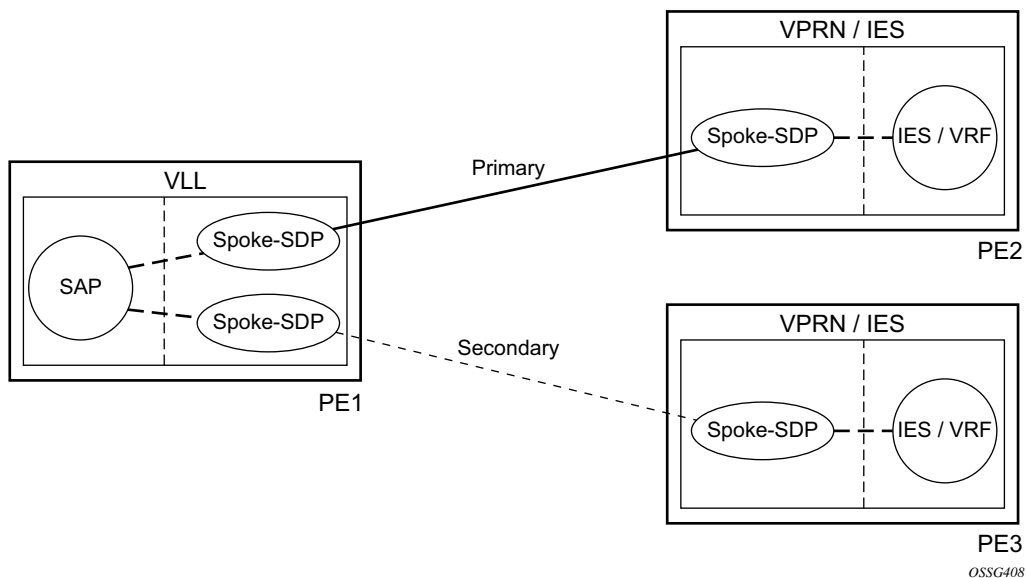 VPRN / IES
Spoke-SDP
IES / VRF
PE2
Primary
VLL
Spoke-SDP
SAP
Spoke-SDP
PE1
Secondary
VPRN / IES
Spoke-SDP
IES / VRF
PE3
OSSG408